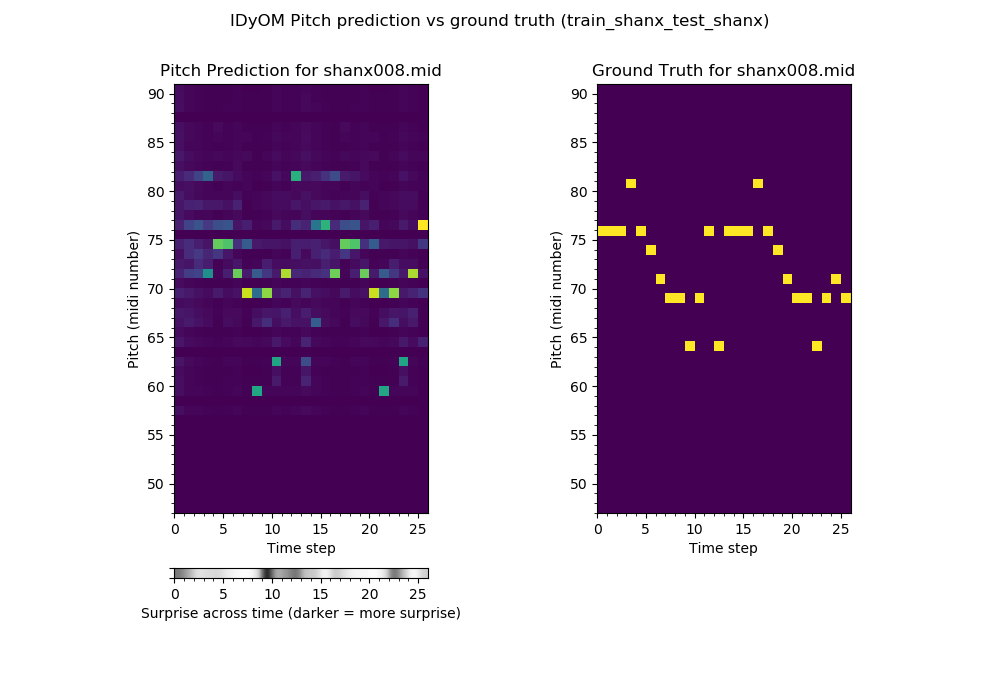 IDyOM Pitch prediction vs ground truth (train_shanx_test_shanx)
Pitch Prediction for shanx008.mid
90
85
80
75
70
65
60
55
50
Pitch (midi number)
0 5 10 15 20 25
Time step
0 5 10 15 20 25
Surprise across time (darker = more surprise)
Ground Truth for shanx008.mid
90
85
80
75
70
65
60
55
50
Pitch (midi number)
0 5 10 15 20 25
Time step